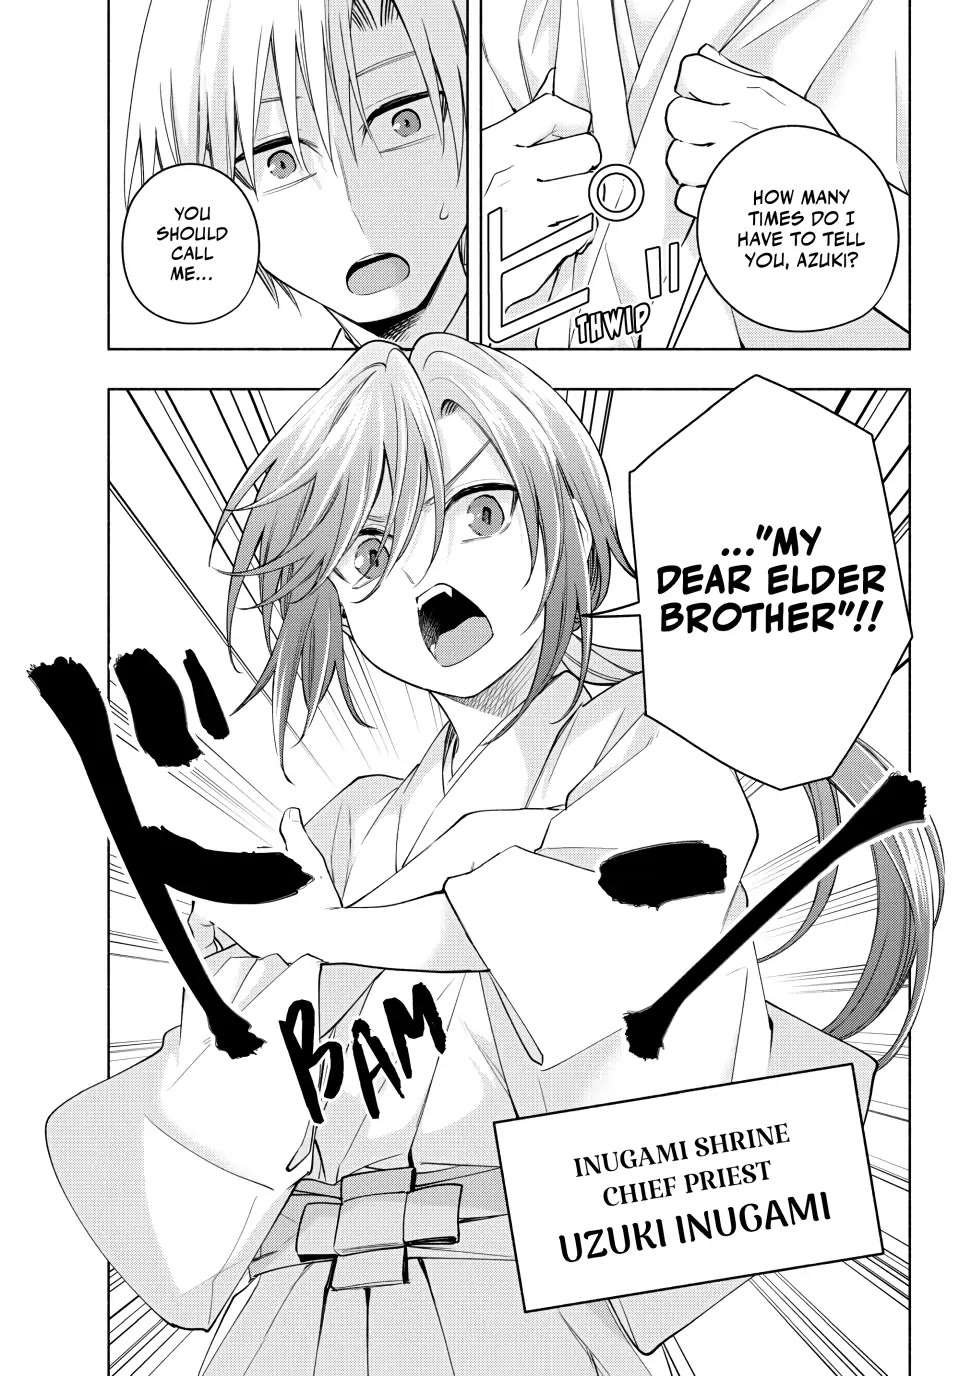 HOW MANY
TIMES DO I
HAVE TO TELL
YOU, AZUKI?
ピッ
THWIP
YOU
SHOULD
CALL
ME...
..."MY
DEAR ELDER
BROTHER"!!
ドン
BAM
INUGAMI SHRINE
CHIEF PRIEST
UZUKI INUGAMI